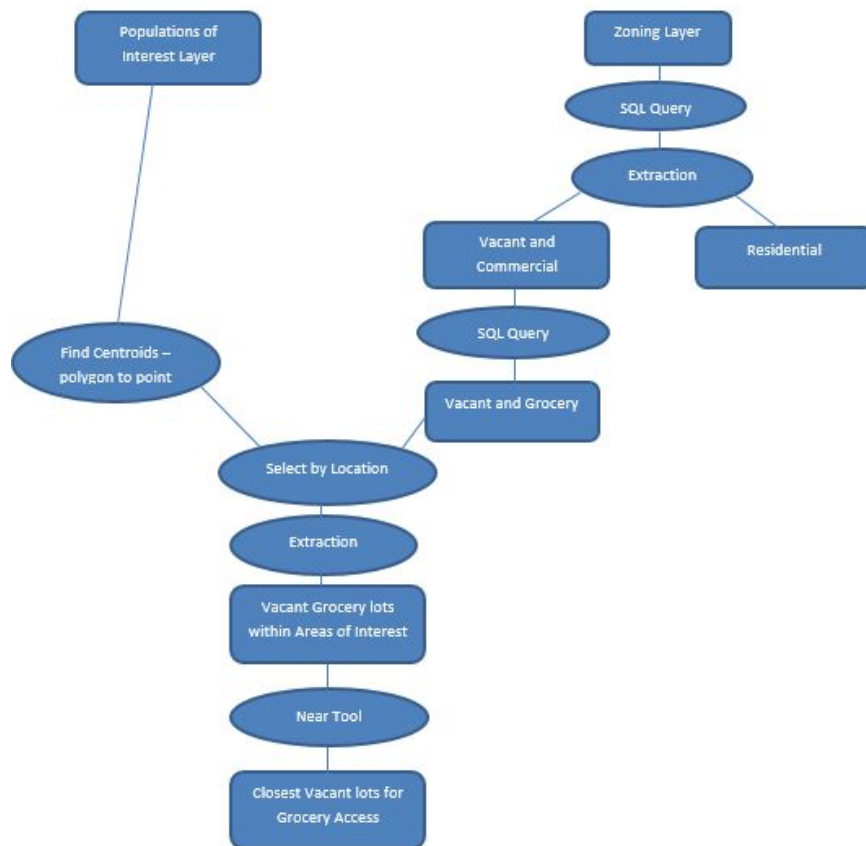 Populations of
Interest Layer
Zoning Layer
SQL Query
Extraction
Vacant and
Commercial
Residential
SQL Query
Find Centroids –
polygon to point
Vacant and Grocery
Select by Location
Extraction
Vacant Grocery lots
within Areas of Interest
Near Tool
Closest Vacant lots for
Grocery Access